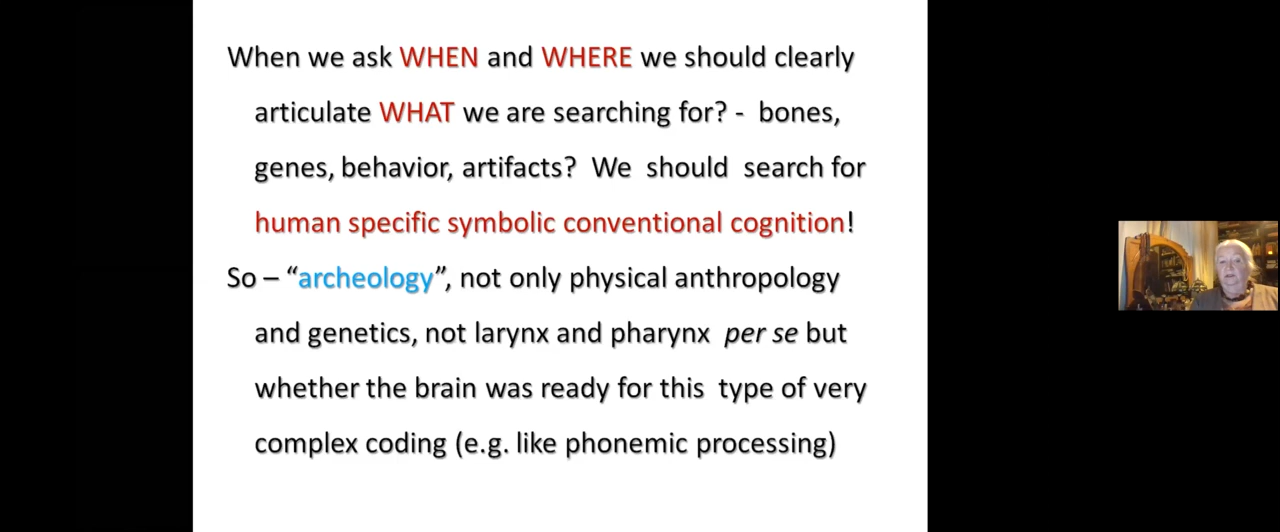 When we ask WHEN and WHERE we should clearly
articulate WHAT we are searching for? - bones,
genes, behavior, artifacts? We should search for
human specific symbolic conventional cognition!
So – “archeology”, not only physical anthropology
and genetics, not larynx and pharynx per se but
whether the brain was ready for this type of very
complex coding (e.g. like phonemic processing)